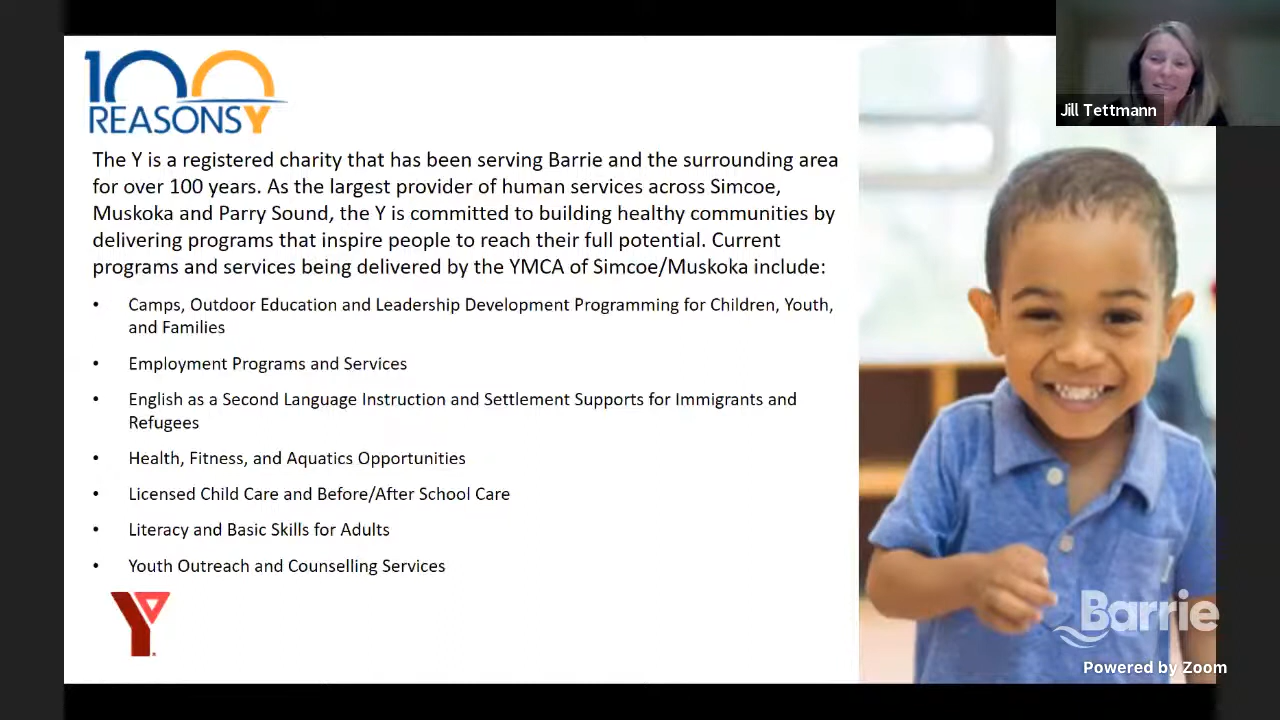 100
REASONSY
Jill Tettmann
The Y is a registered charity that has been serving Barrie and the surrounding area
for over 100 years. As the largest provider of human services across Simcoe,
Muskoka and Parry Sound, the Y is committed to building healthy communities by
delivering programs that inspire people to reach their full potential. Current
programs and services being delivered by the YMCA of Simcoe/Muskoka include:
• Camps, Outdoor Education and Leadership Development Programming for Children, Youth,
and Families
• Employment Programs and Services
• English as a Second Language Instruction and Settlement Supports for Immigrants and
Refugees
• Health, Fitness, and Aquatics Opportunities
• Licensed Child Care and Before/After School Care
• Literacy and Basic Skills for Adults
• Youth Outreach and Counselling Services
Y
Barrie
Powered by Zoom